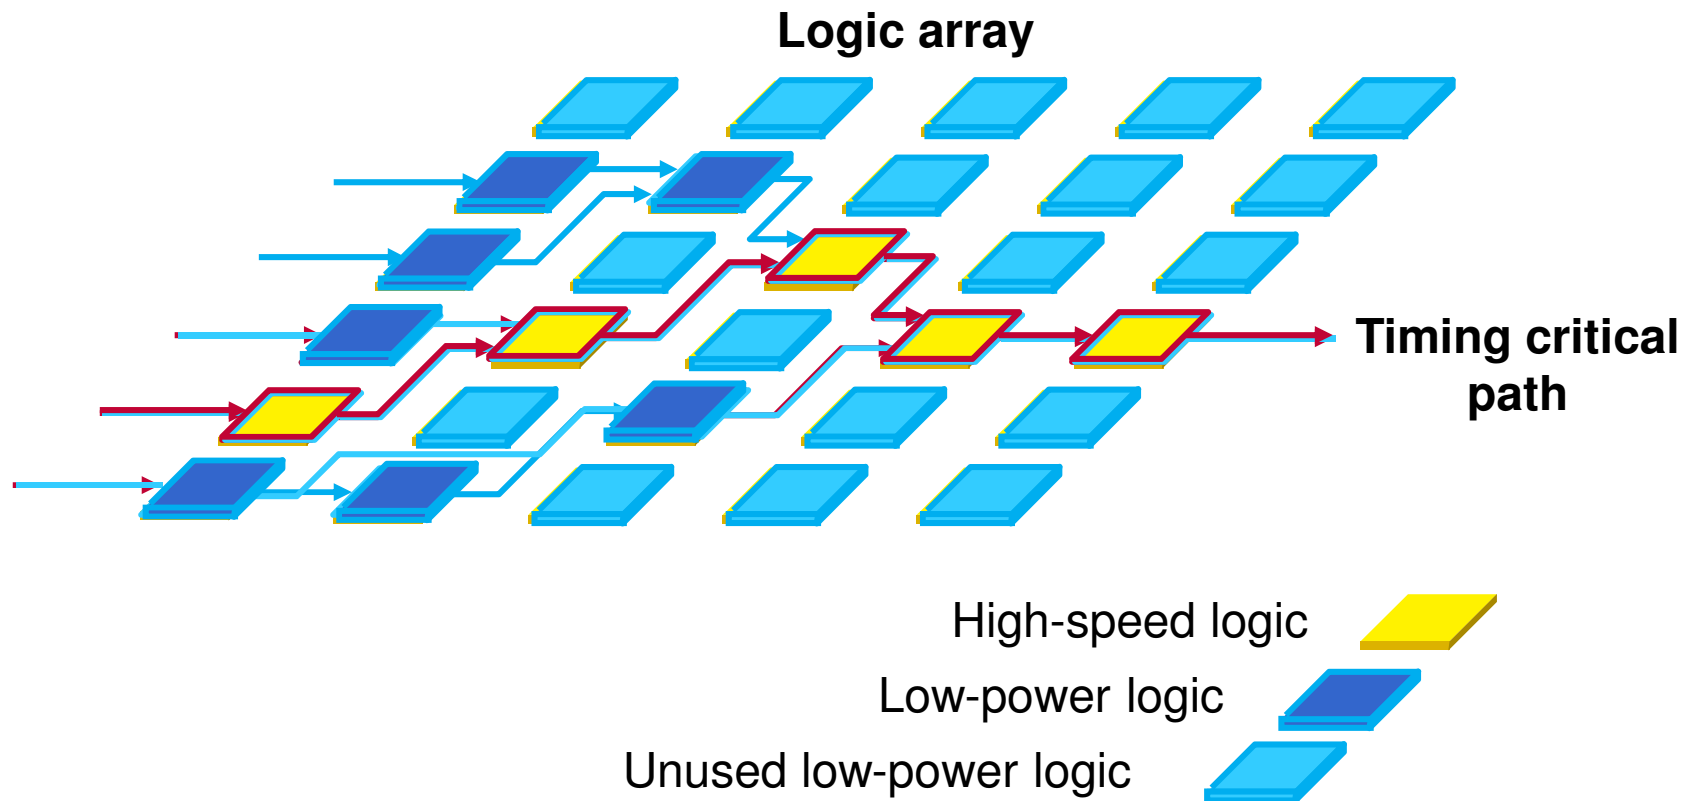 Logic array
Timing critical
path
High-speed logic
Low-power logic
Unused low-power logic